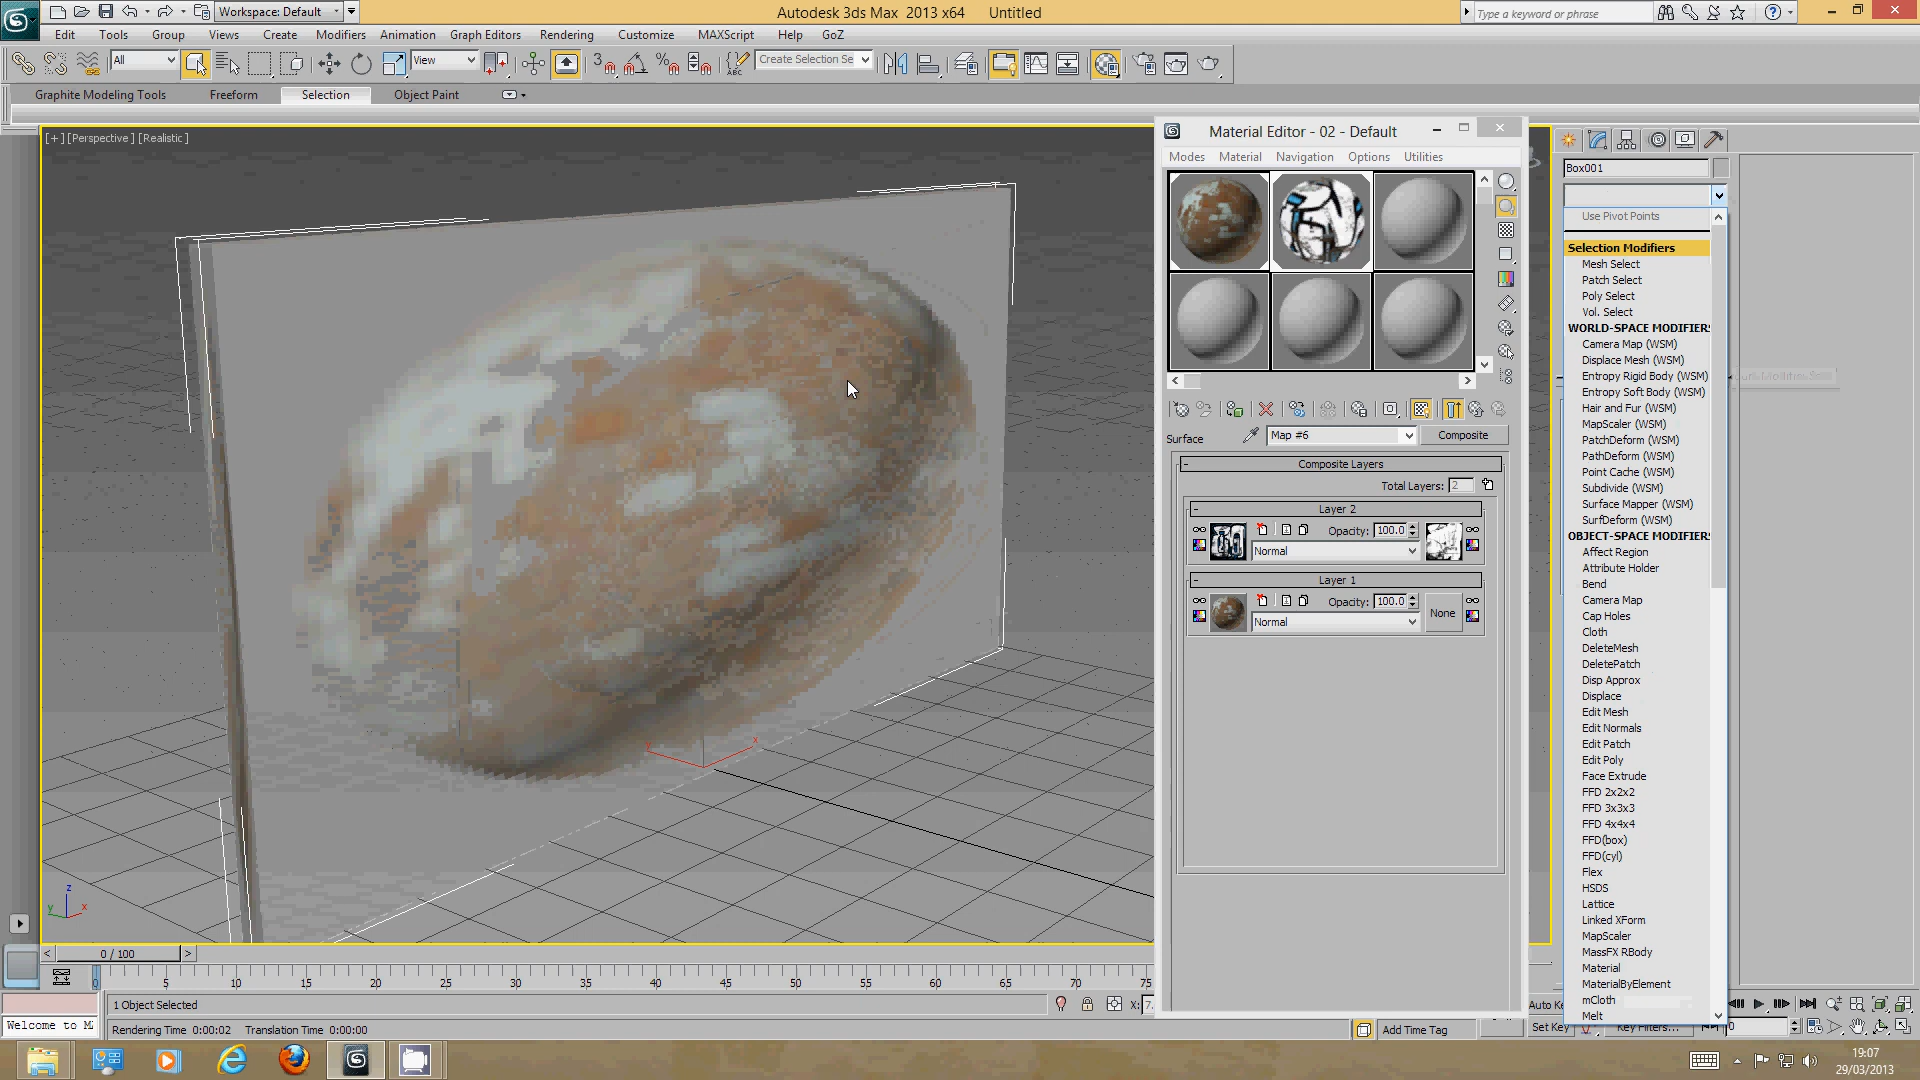 Workspace: Default
Autodesk 3ds Max 2013 x64 Untitled
Type a keyword or phrase
Edit Tools Group Views Create Modifiers Animation Graph Editors Rendering Customize MAXScript Help GoZ
All
View
3
ABC
Create Selection Se
Graphite Modeling Tools Freeform Selection Object Paint
[ + ] [Perspective ] [Realistic ]
Material Editor - 02 - Default
Modes Material Navigation Options Utilities
Surface
Map #6
Composite
Composite Layers
Total Layers: 2
Layer 2
Opacity: 100.0
Normal
Layer 1
Opacity: 100.0
Normal
None
Box001
Use Pivot Points
Selection Modifiers
Mesh Select
Patch Select
Poly Select
Vol. Select
WORLD-SPACE MODIFIERS
Camera Map (WSM)
Displace Mesh (WSM)
Entropy Rigid Body (WSM)
Entropy Soft Body (WSM)
Hair and Fur (WSM)
MapScaler (WSM)
PatchDeform (WSM)
PathDeform (WSM)
Point Cache (WSM)
Subdivide (WSM)
Surface Mapper (WSM)
SurfDeform (WSM)
OBJECT-SPACE MODIFIERS
Affect Region
Attribute Holder
Bend
Camera Map
Cap Holes
Cloth
DeleteMesh
DeletePatch
Disp Approx
Displace
Edit Mesh
Edit Normals
Edit Patch
Edit Poly
Face Extrude
FFD 2x2x2
FFD 3x3x3
FFD 4x4x4
FFD(box)
FFD(cyl)
Flex
HSDS
Lattice
Linked XForm
MapScaler
MassFX RBody
Material
MaterialByElement
mCloth
Melt
x
y
z
y
x
0 / 100
0 5 10 15 20 25 30 35 40 45 50 55 60 65 70 75
1 Object Selected
X: 7.
Auto Ke
Welcome to Mi
Rendering Time 0:00:02 Translation Time 0:00:00
Add Time Tag
Set Key
Key Filters...
0
19:07
29/03/2013